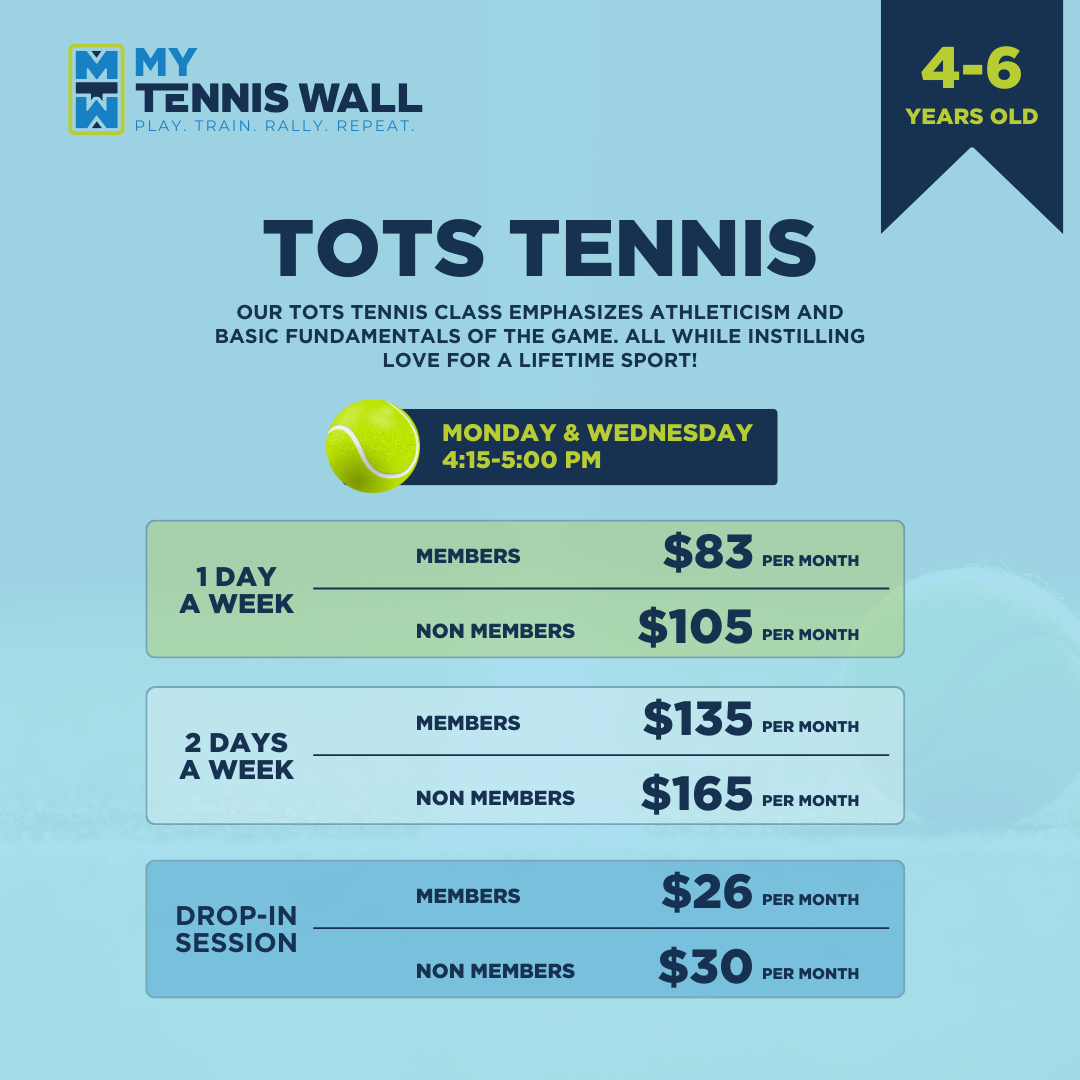 MTW
MY
TENNIS WALL
PLAY. TRAIN. RALLY. REPEAT.
4-6
YEARS OLD
TOTS TENNIS
OUR TOTS TENNIS CLASS EMPHASIZES ATHLETICISM AND
BASIC FUNDAMENTALS OF THE GAME. ALL WHILE INSTILLING
LOVE FOR A LIFETIME SPORT!
MONDAY & WEDNESDAY
4:15-5:00 PM
1 DAY
A WEEK
MEMBERS $83 PER MONTH
NON MEMBERS $105 PER MONTH
2 DAYS
A WEEK
MEMBERS $135 PER MONTH
NON MEMBERS $165 PER MONTH
DROP-IN
SESSION
MEMBERS $26 PER MONTH
NON MEMBERS $30 PER MONTH